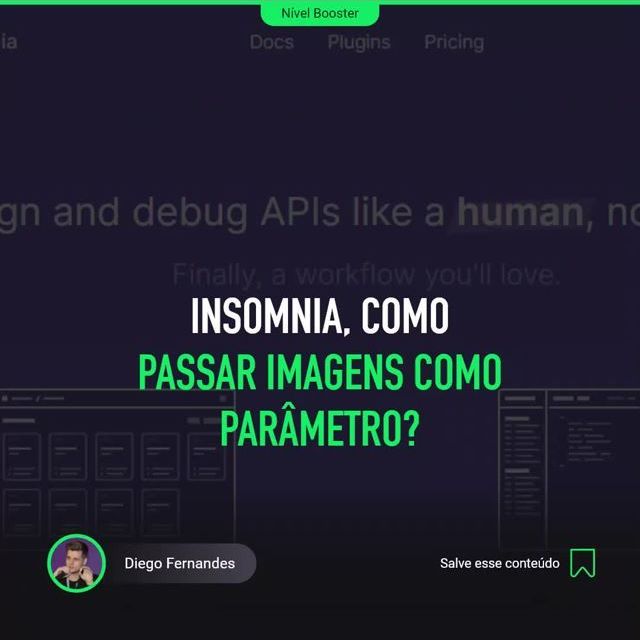 Nível Booster
ia Docs Plugins Pricing
gn and debug APIs like a human, no
Finally, a workflow you'll love.
INSOMNIA, COMO
PASSAR IMAGENS COMO
PARÂMETRO?
Diego Fernandes
Salve esse conteúdo